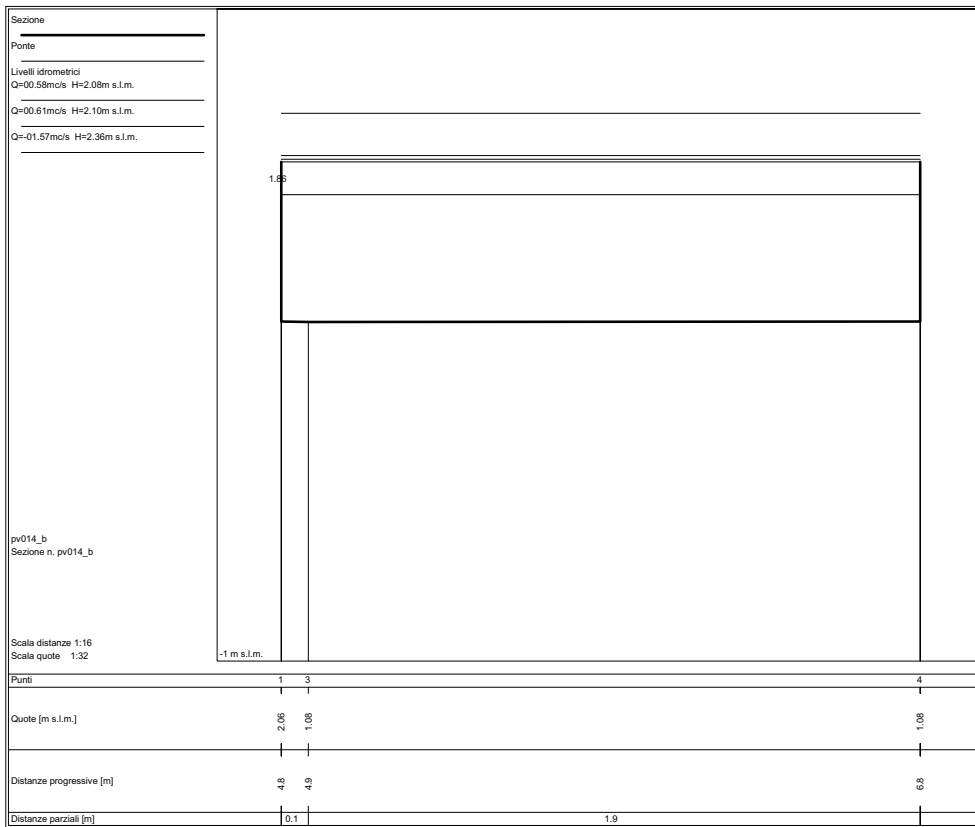 Sezione
Ponte
Livelli idrometrici
Q=00.58mc/s H=2.08m s.l.m.
Q=00.61mc/s H=2.10m s.l.m.
Q=-01.57mc/s H=2.36m s.l.m.
1.86
pv014_b
Sezione n. pv014_b
Scala distanze 1:16
Scala quote 1:32
-1 m s.l.m.
Punti 1 3 4
Quote [m s.l.m.] 2.06 1.08 1.08
Distanze progressive [m] 4.8 4.9 6.8
Distanze parziali [m] 0.1 1.9